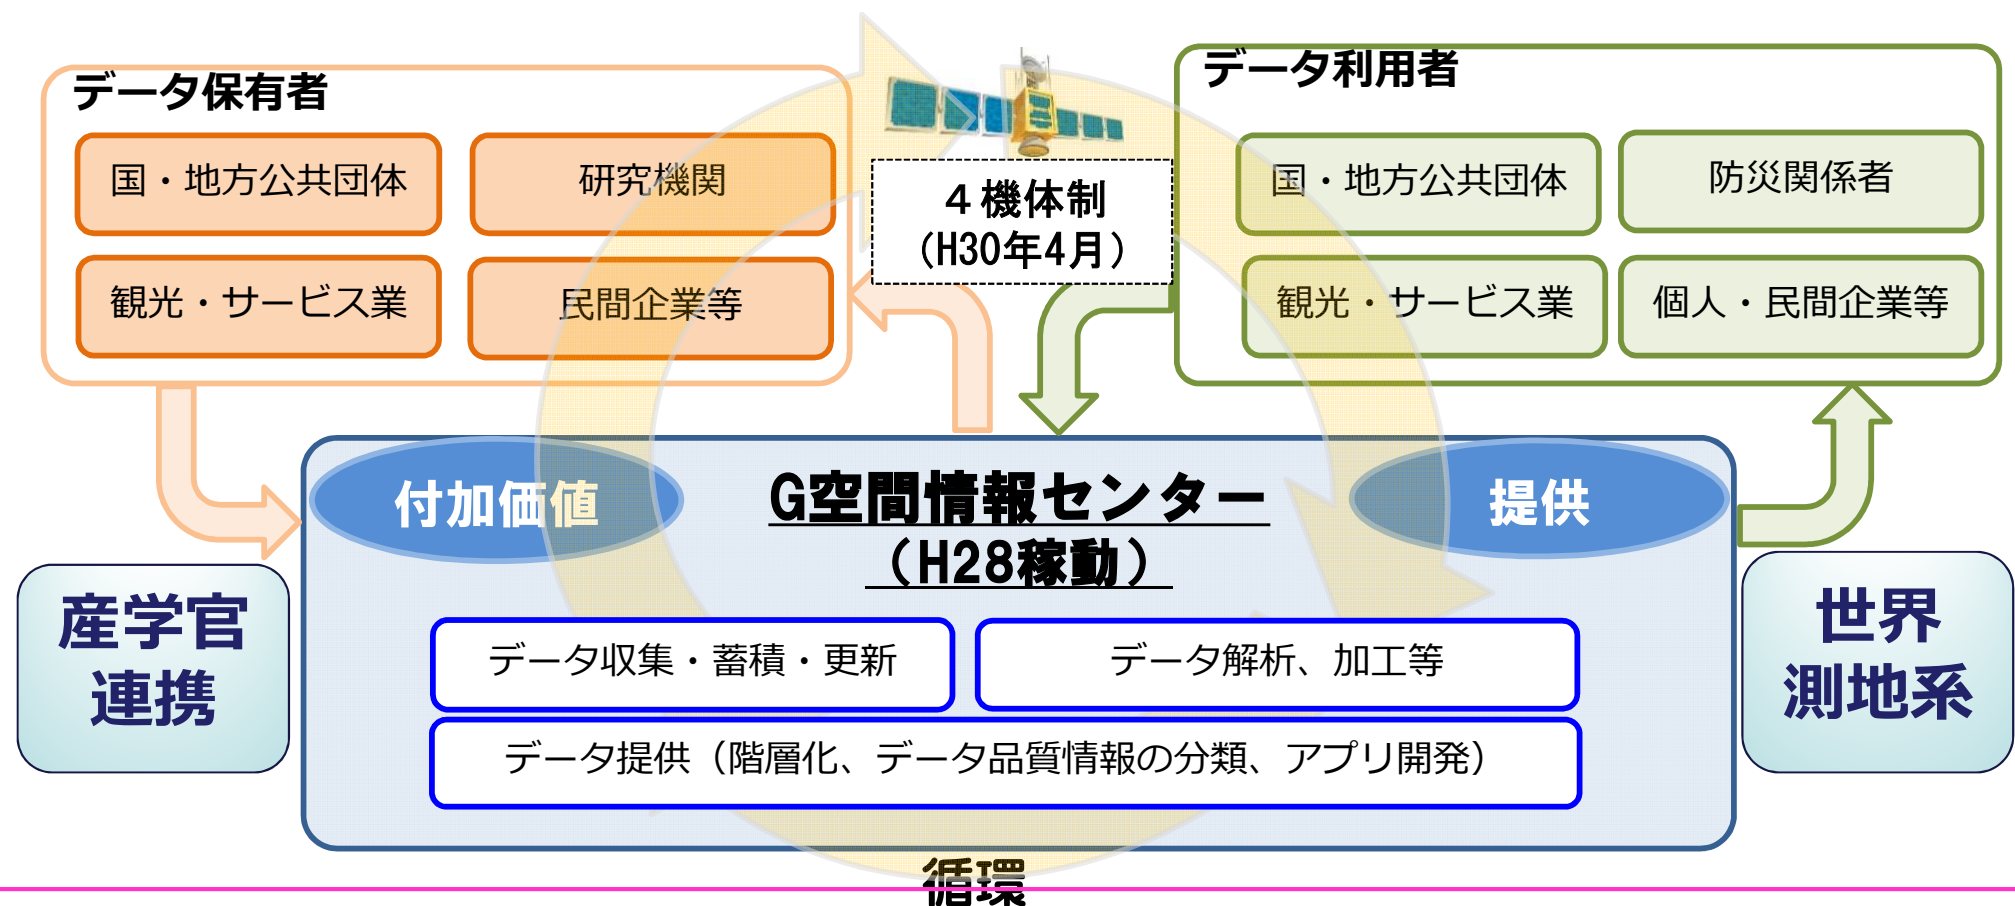 データ保有者
国・地方公共団体
研究機関
観光・サービス業
民間企業等
４機体制
（H30年4月）
データ利用者
国・地方公共団体
防災関係者
観光・サービス業
個人・民間企業等
付加価値
G空間情報センター
（H28稼動）
提供
産学官
連携
世界
測地系
データ収集・蓄積・更新
データ解析、加工等
データ提供（階層化、データ品質情報の分類、アプリ開発）
循環